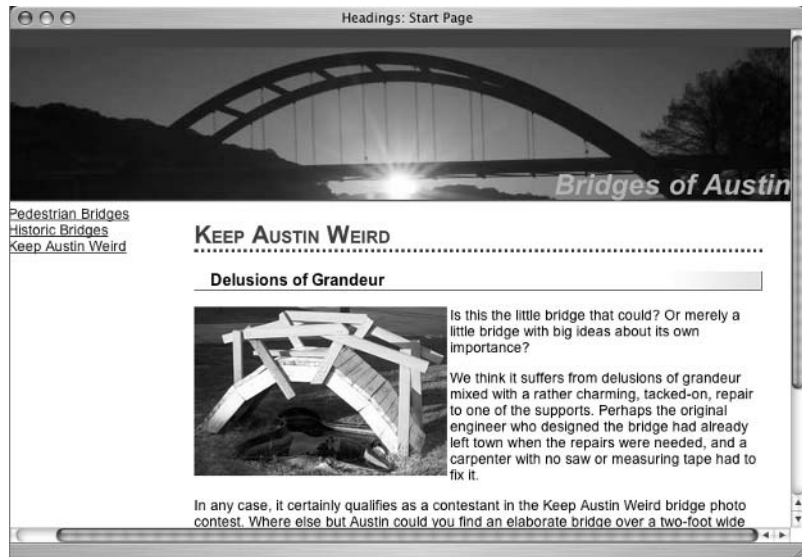 Headings: Start Page
Bridges of Austin
Pedestrian Bridges
Historic Bridges
Keep Austin Weird
KEEP AUSTIN WEIRD
Delusions of Grandeur
Is this the little bridge that could? Or merely a
little bridge with big ideas about its own
importance?
We think it suffers from delusions of grandeur
mixed with a rather charming, tacked-on, repair
to one of the supports. Perhaps the original
engineer who designed the bridge had already
left town when the repairs were needed, and a
carpenter with no saw or measuring tape had to
fix it.
In any case, it certainly qualifies as a contestant in the Keep Austin Weird bridge photo
contest. Where else but Austin could you find an elaborate bridge over a two-foot wide